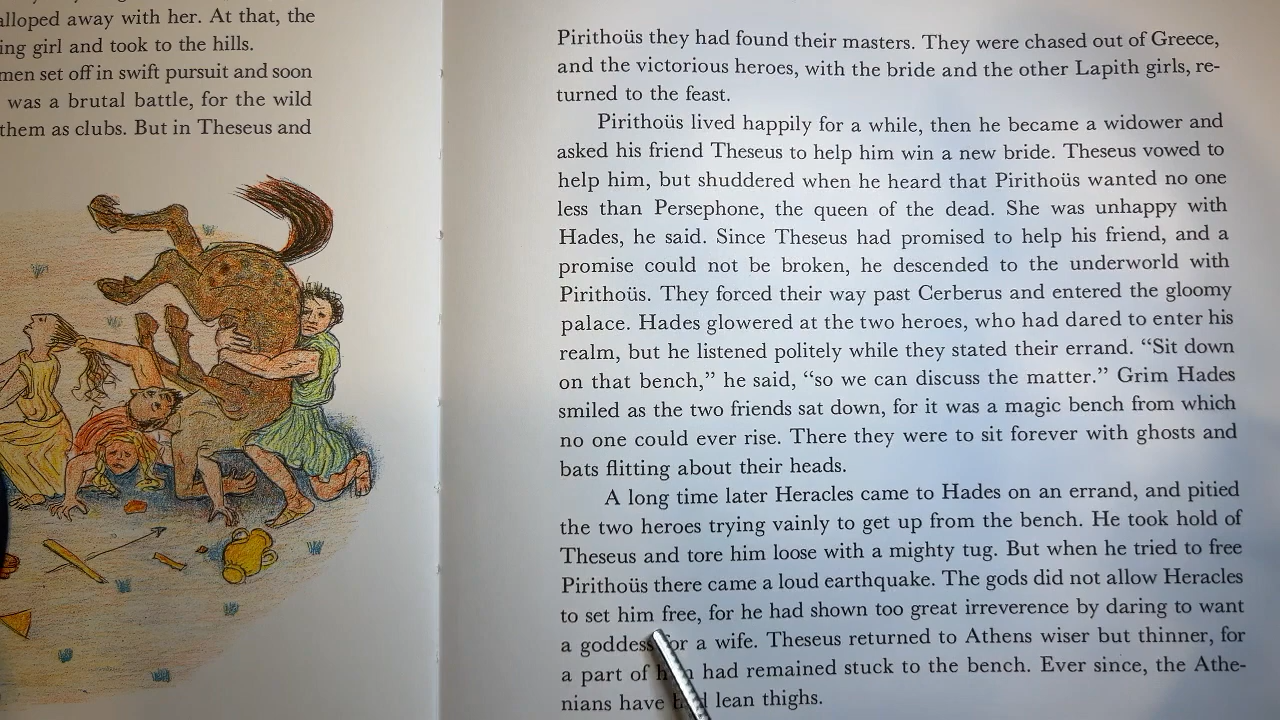 alloped away with her. At that, the
ing girl and took to the hills.
men set off in swift pursuit and soon
was a brutal battle, for the wild
them as clubs. But in Theseus and
Pirithoüs they had found their masters. They were chased out of Greece,
and the victorious heroes, with the bride and the other Lapith girls, re-
turned to the feast.
Pirithoüs lived happily for a while, then he became a widower and
asked his friend Theseus to help him win a new bride. Theseus vowed to
help him, but shuddered when he heard that Pirithoüs wanted no one
less than Persephone, the queen of the dead. She was unhappy with
Hades, he said. Since Theseus had promised to help his friend, and a
promise could not be broken, he descended to the underworld with
Pirithoüs. They forced their way past Cerberus and entered the gloomy
palace. Hades glowered at the two heroes, who had dared to enter his
realm, but he listened politely while they stated their errand. “Sit down
on that bench,” he said, “so we can discuss the matter.” Grim Hades
smiled as the two friends sat down, for it was a magic bench from which
no one could ever rise. There they were to sit forever with ghosts and
bats flitting about their heads.
A long time later Heracles came to Hades on an errand, and pitied
the two heroes trying vainly to get up from the bench. He took hold of
Theseus and tore him loose with a mighty tug. But when he tried to free
Pirithoüs there came a loud earthquake. The gods did not allow Heracles
to set him free, for he had shown too great irreverence by daring to want
a goddess for a wife. Theseus returned to Athens wiser but thinner, for
a part of him had remained stuck to the bench. Ever since, the Athe-
nians have had lean thighs.